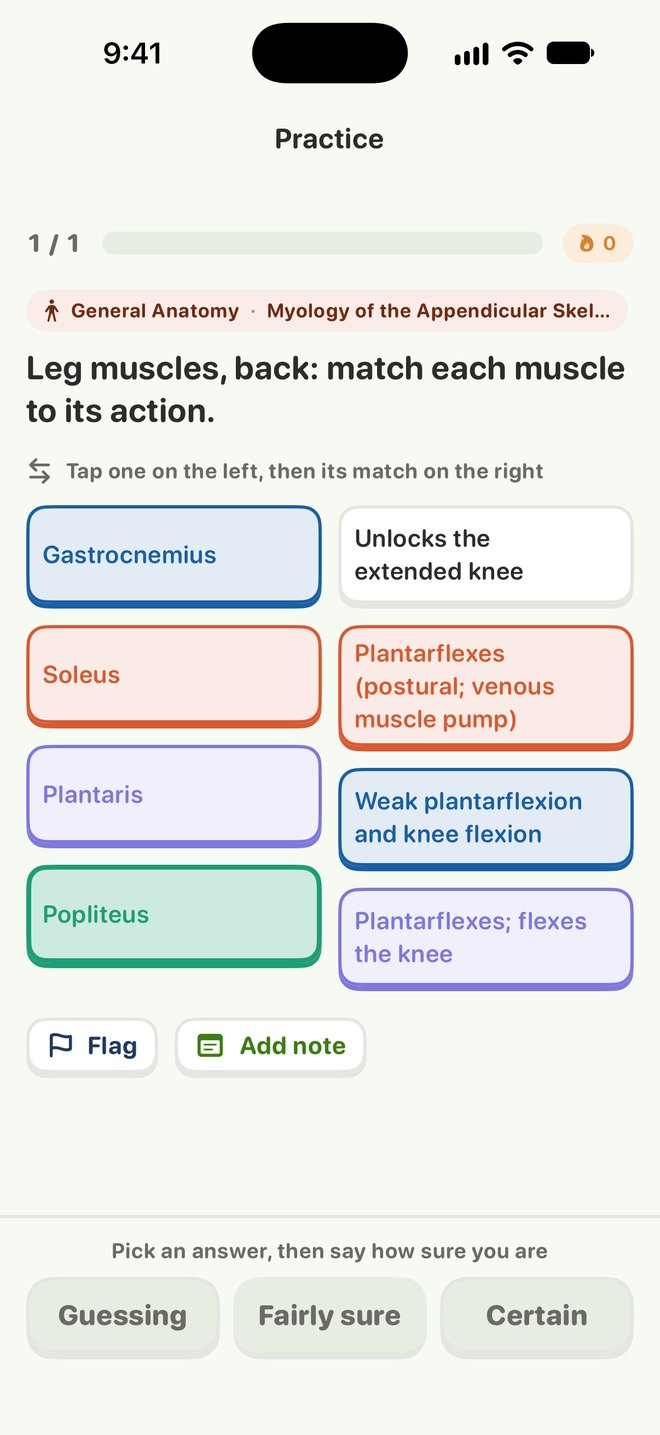 9:41
Practice
1 / 1
0
General Anatomy · Myology of the Appendicular Skel...
Leg muscles, back: match each muscle
to its action.
Tap one on the left, then its match on the right
Gastrocnemius
Unlocks the
extended knee
Soleus
Plantarflexes
(postural; venous
muscle pump)
Plantaris
Weak plantarflexion
and knee flexion
Popliteus
Plantarflexes; flexes
the knee
Flag
Add note
Pick an answer, then say how sure you are
Guessing
Fairly sure
Certain